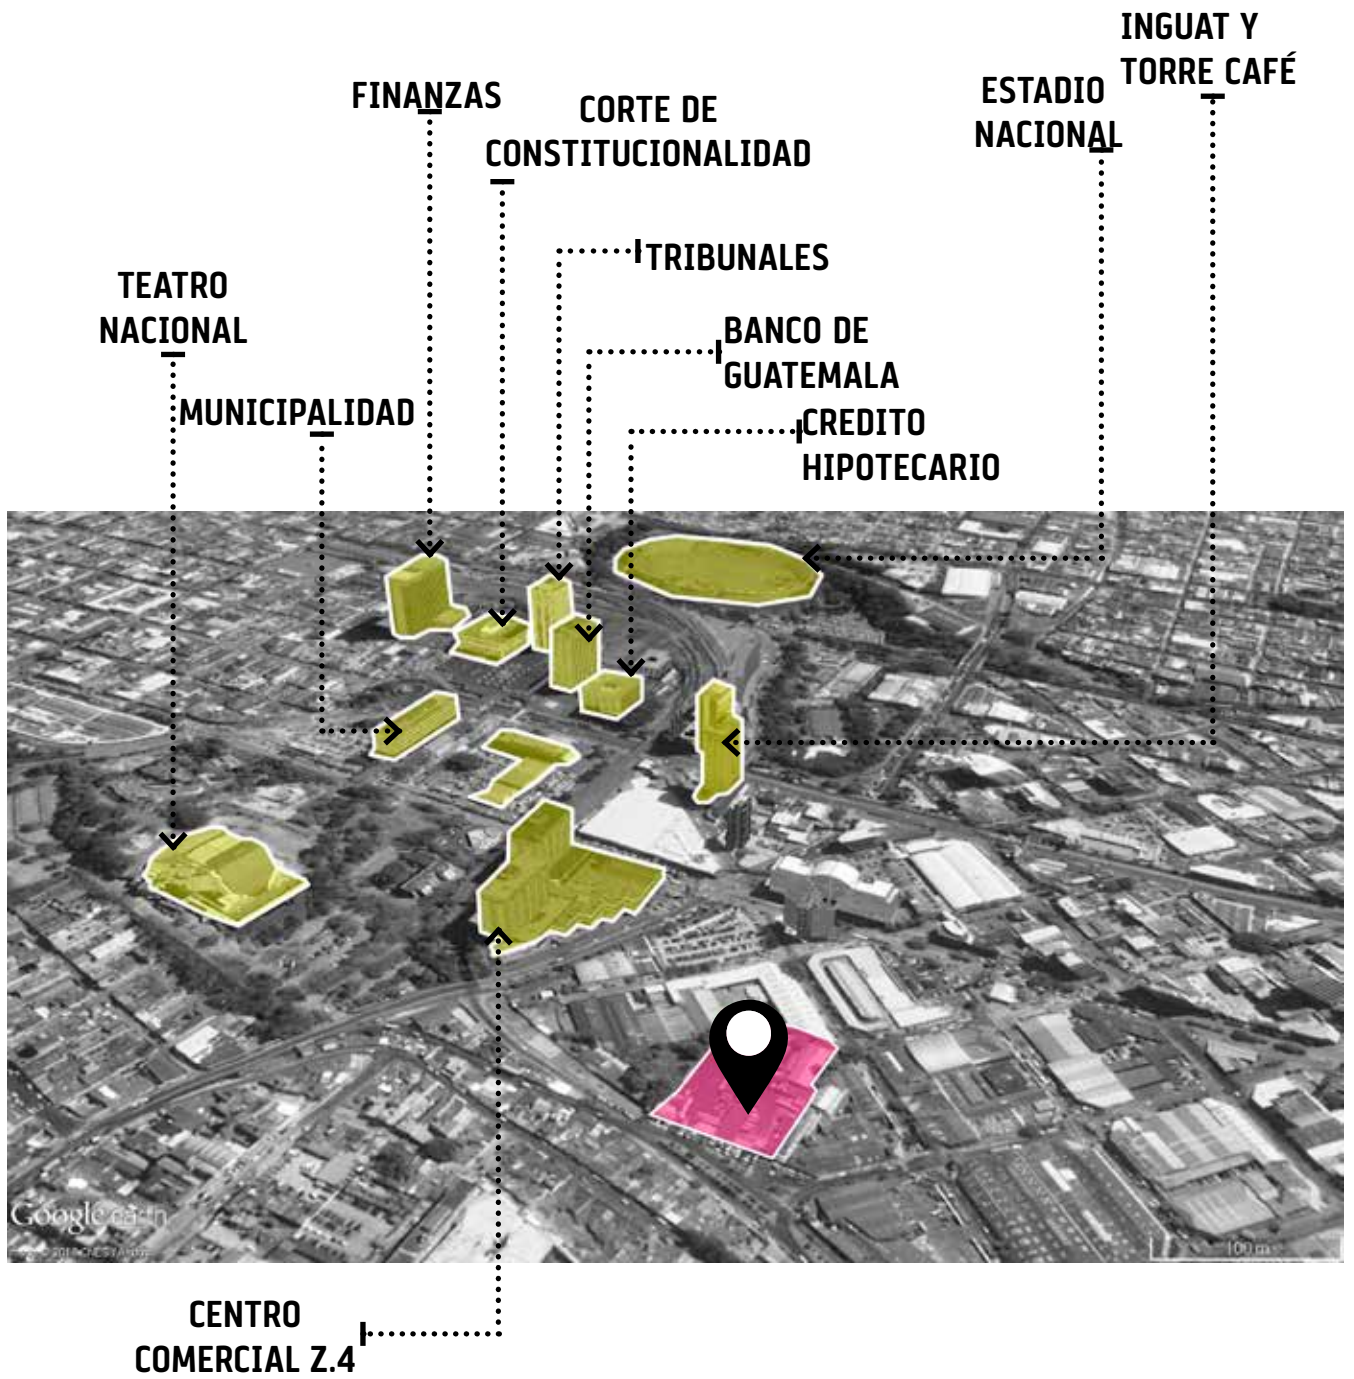 INGUAT Y
TORRE CAFÉ
ESTADIO
NACIONAL
FINANZAS
CORTE DE
CONSTITUCIONALIDAD
TRIBUNALES
TEATRO
NACIONAL
BANCO DE
GUATEMALA
MUNICIPALIDAD
CREDITO
HIPOTECARIO
Google earth
100 m
CENTRO
COMERCIAL Z.4